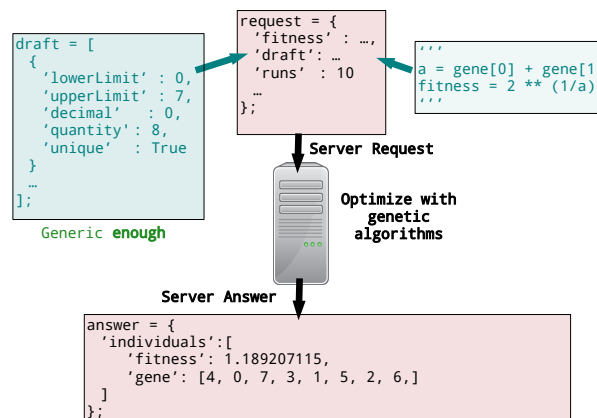 draft = [
{
'lowerLimit' : 0,
'upperLimit' : 7,
'decimal' : 0,
'quantity': 8,
'unique' : True
}
…
];
Generic enough
request = {
'fitness' : …,
'draft': …
'runs' : 10
…
};
'''
a = gene[0] + gene[1
fitness = 2 ** (1/a)
'''
Server Request
Optimize with
genetic
algorithms
Server Answer
answer = {
'individuals':[
'fitness': 1.189207115,
'gene': [4, 0, 7, 3, 1, 5, 2, 6,]
]
};